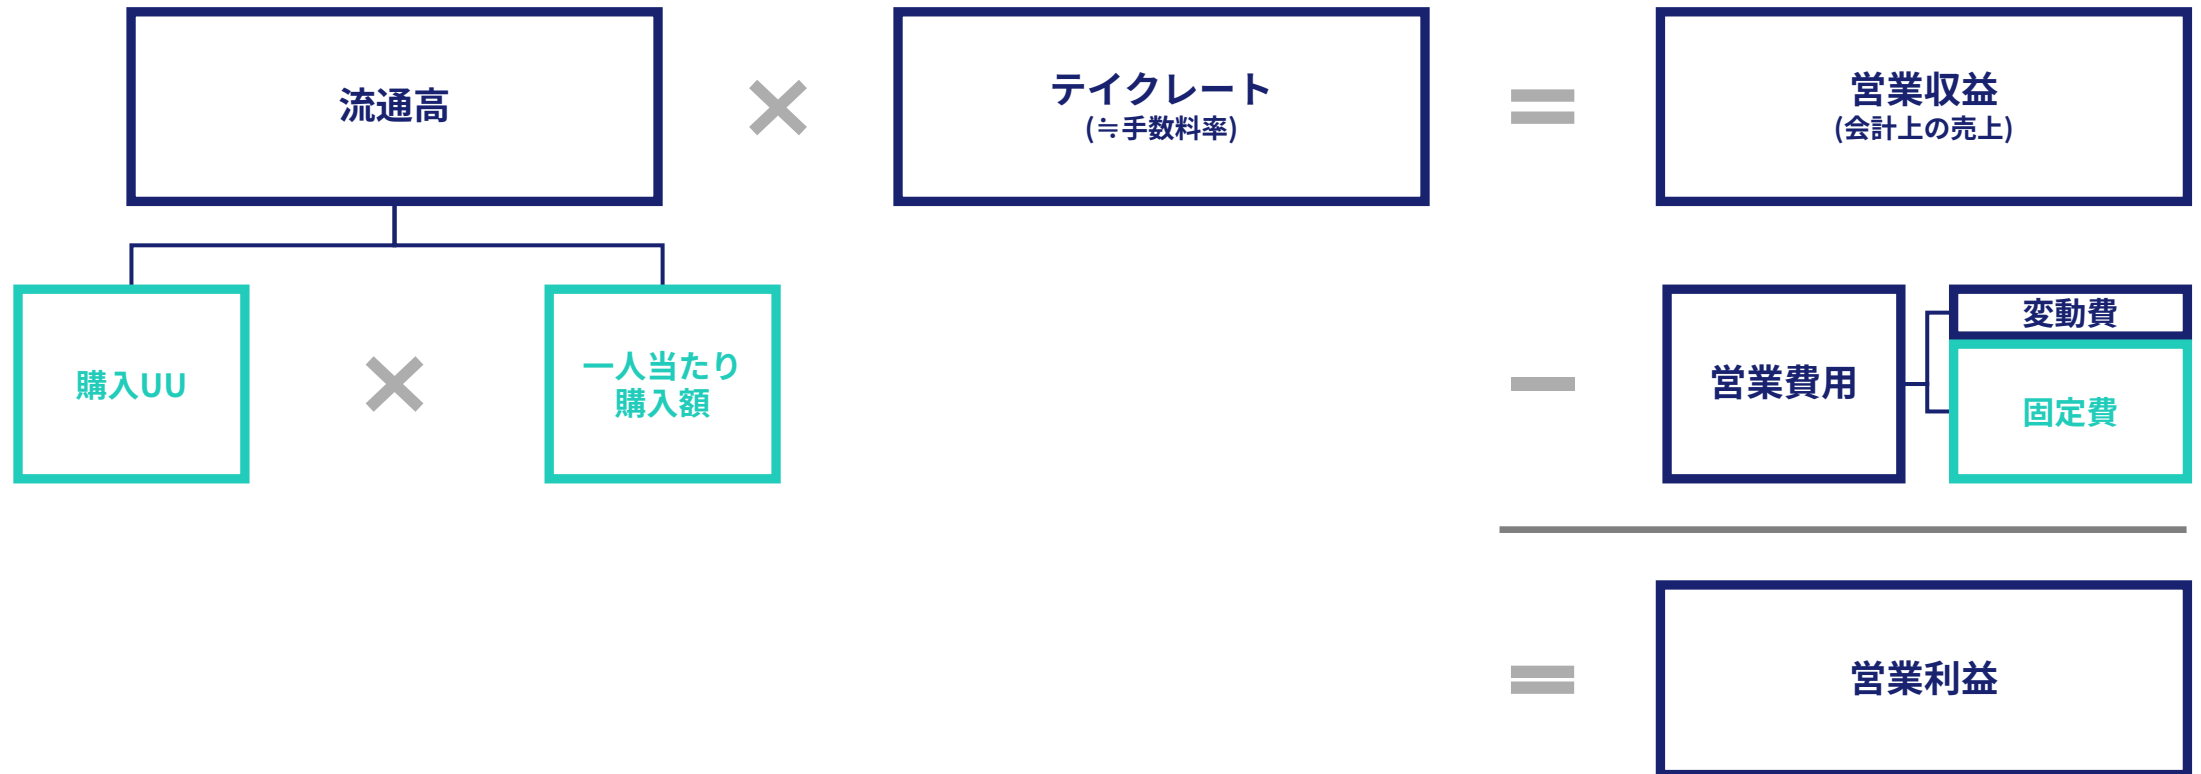 流通高
×
テイクレート
(≒手数料率)
=
営業収益
(会計上の売上)
購入UU
×
一人当たり
購入額
−
営業費用
変動費
固定費
=
営業利益